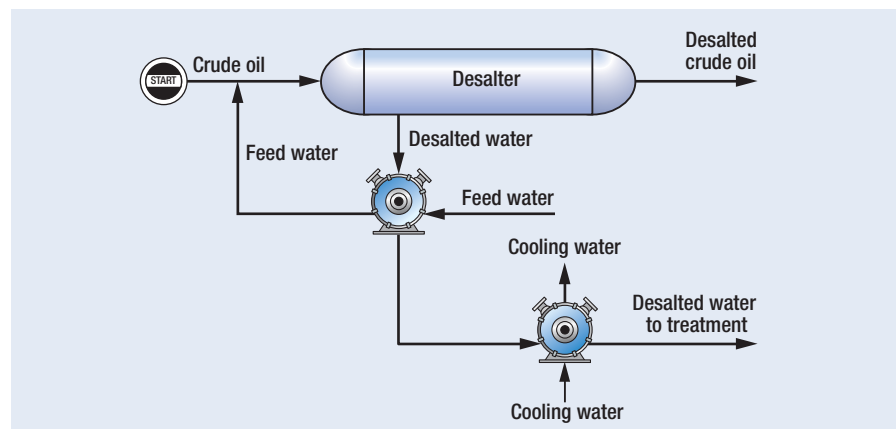 START
Crude oil
Desalter
Desalted
crude oil
Feed water
Desalted water
Feed water
Cooling water
Desalted water
to treatment
Cooling water